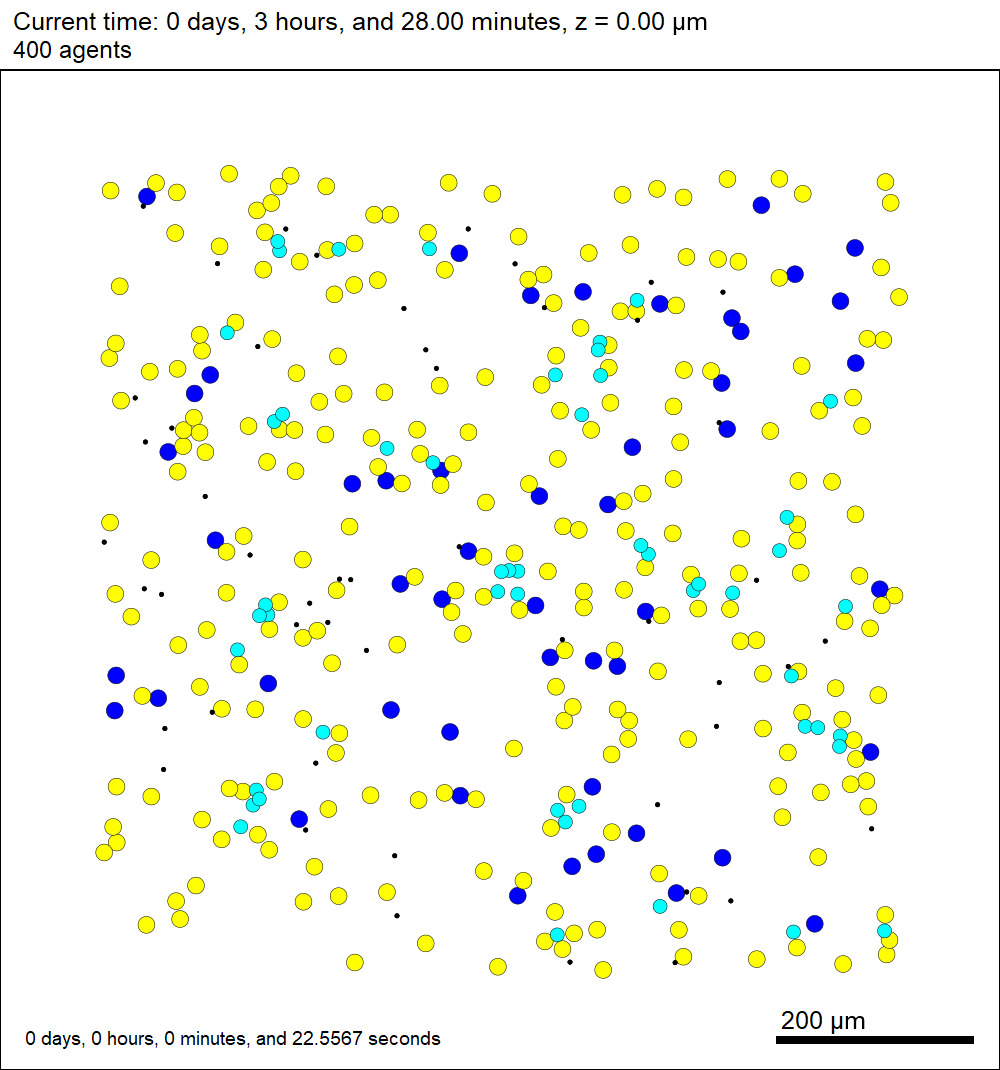 Current time: 0 days, 3 hours, and 28.00 minutes, z = 0.00 µm
400 agents
200 µm
0 days, 0 hours, 0 minutes, and 22.5567 seconds